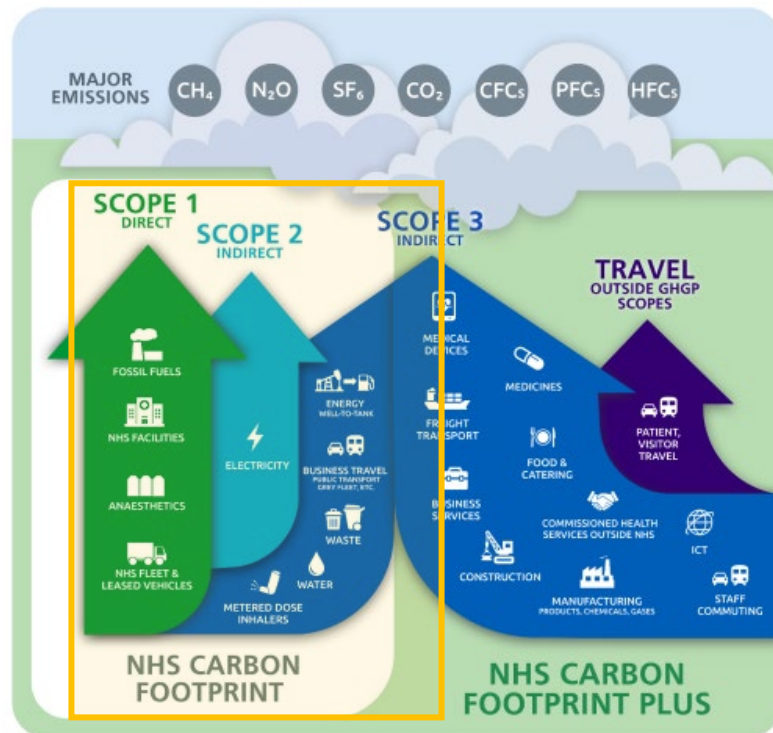 MAJOR
EMISSIONS
CH₄
N₂O
SF₆
CO₂
CFCs
PFCs
HFCs
SCOPE 1
DIRECT
SCOPE 2
INDIRECT
SCOPE 3
INDIRECT
TRAVEL
OUTSIDE GHGP
SCOPES
FOSSIL FUELS
NHS FACILITIES
ANAESTHETICS
NHS FLEET &
LEASED VEHICLES
ELECTRICITY
ENERGY
WELL-TO-TANK
BUSINESS TRAVEL
PUBLIC TRANSPORT
GREY FLEET, ETC.
WASTE
WATER
METERED DOSE
INHALERS
MEDICAL
DEVICES
FREIGHT
TRANSPORT
BUSINESS
SERVICES
CONSTRUCTION
MEDICINES
FOOD &
CATERING
COMMISSIONED HEALTH
SERVICES OUTSIDE NHS
MANUFACTURING
PRODUCTS, CHEMICALS, GASES
PATIENT,
VISITOR
TRAVEL
ICT
STAFF
COMMUTING
NHS CARBON
FOOTPRINT
NHS CARBON
FOOTPRINT PLUS